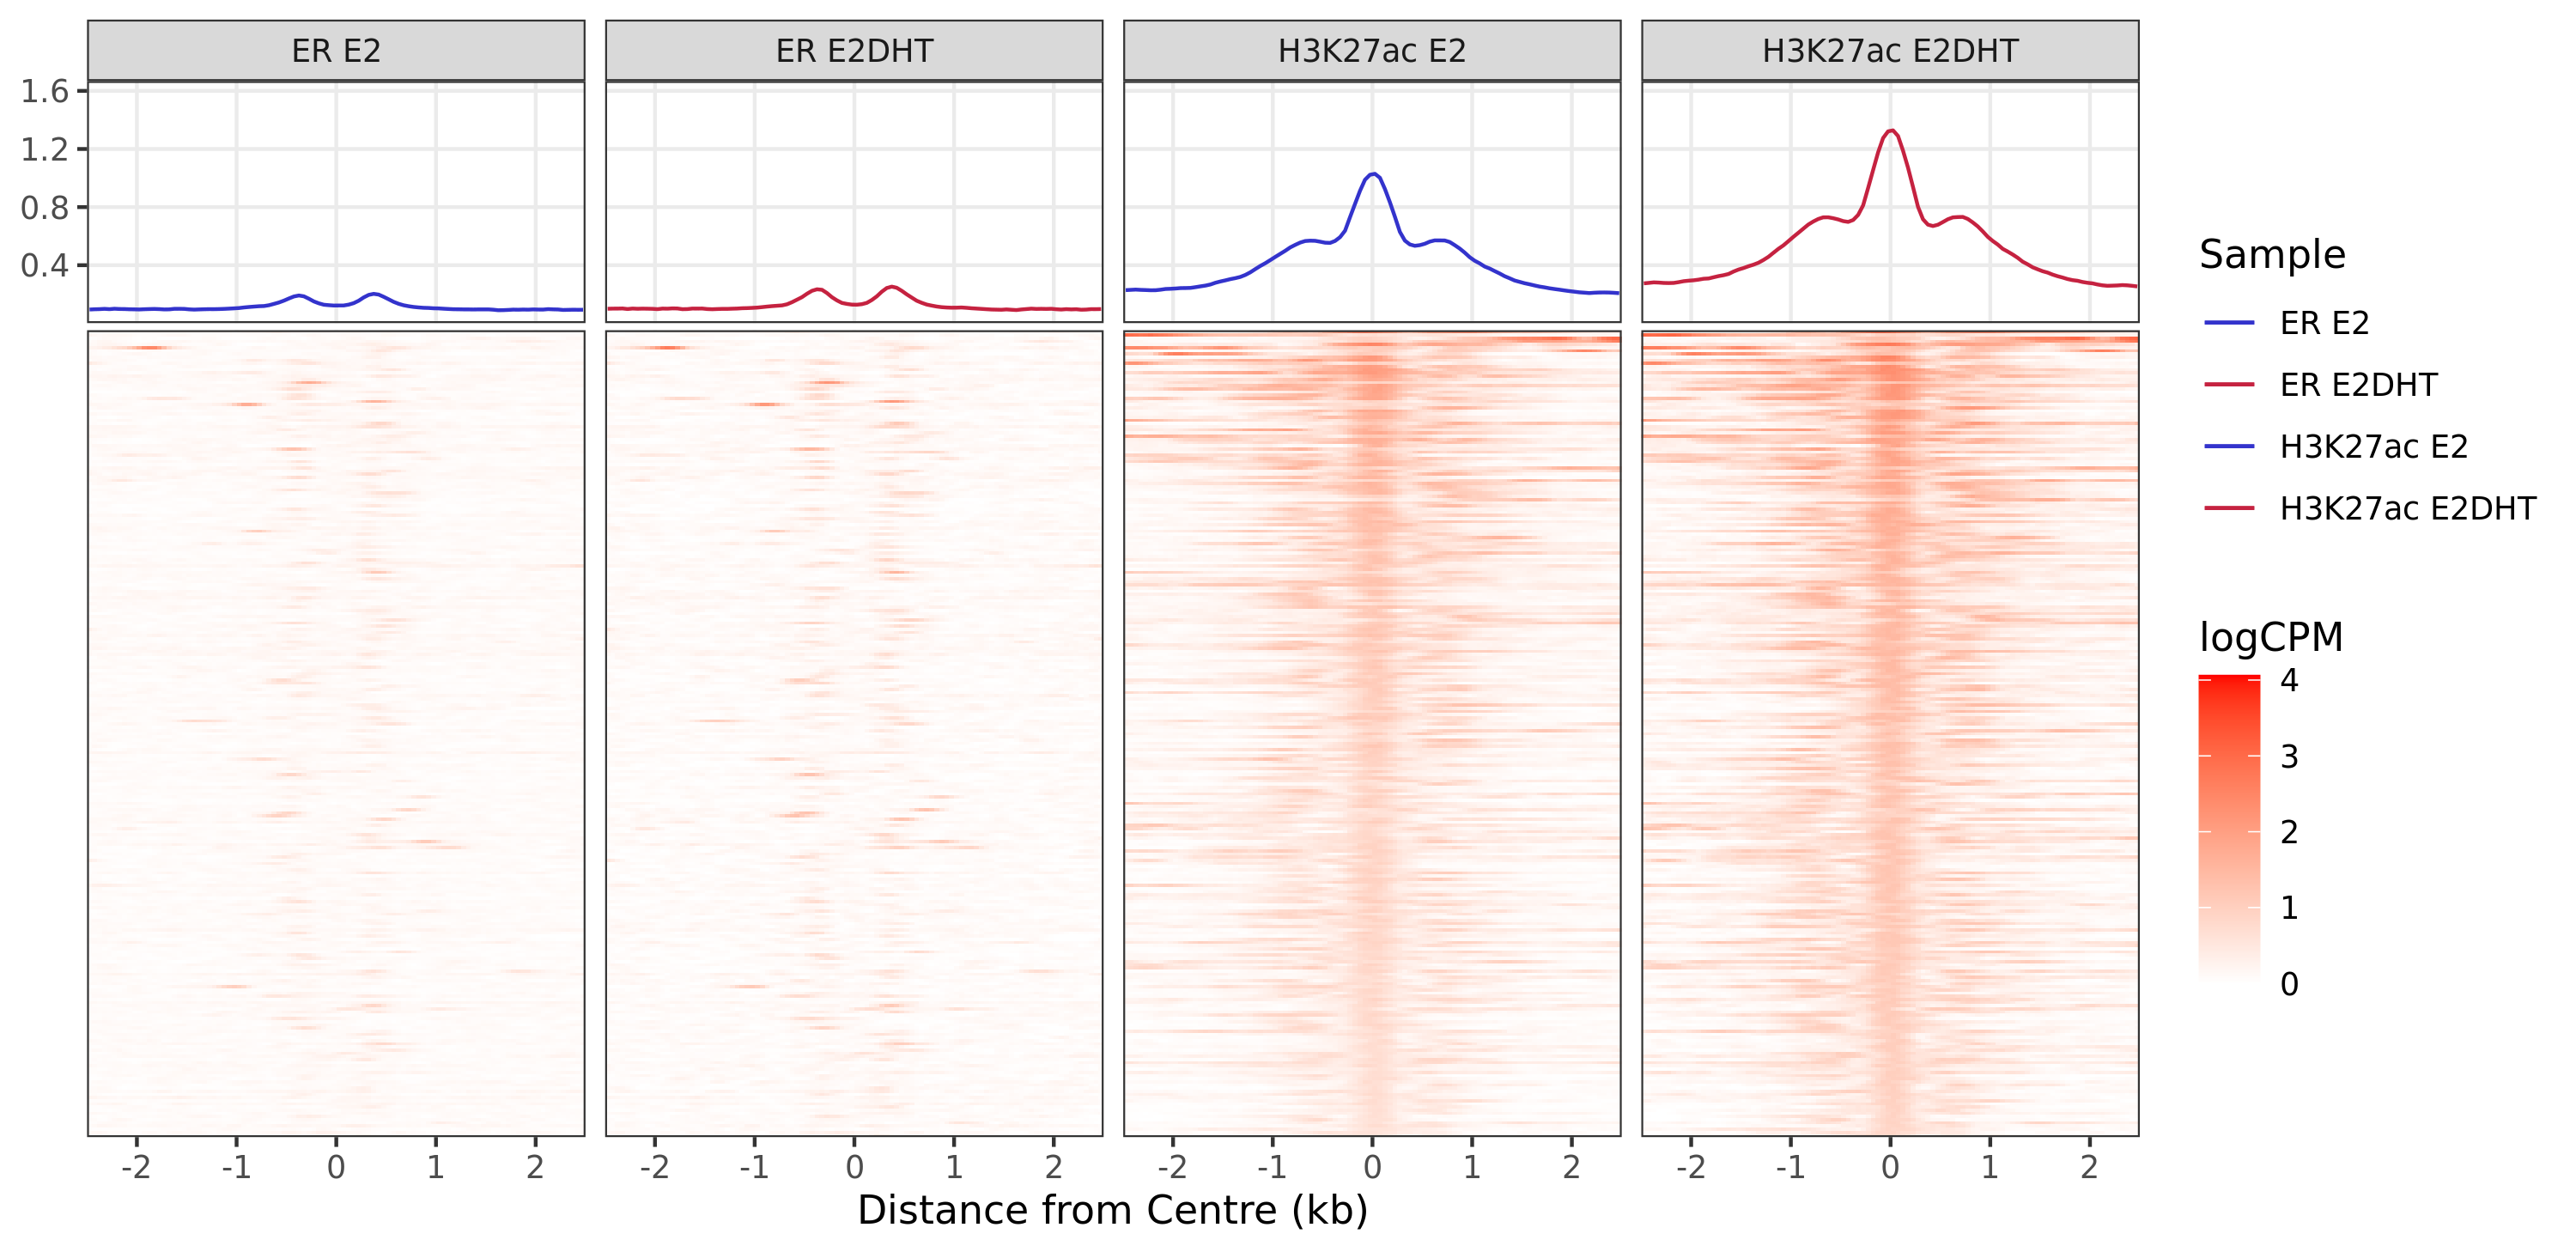 ER E2
ER E2DHT
H3K27ac E2
H3K27ac E2DHT
1.6
1.2
0.8
0.4
-2 -1 0 1 2
-2 -1 0 1 2
-2 -1 0 1 2
-2 -1 0 1 2
Distance from Centre (kb)
Sample
ER E2
ER E2DHT
H3K27ac E2
H3K27ac E2DHT
logCPM
4
3
2
1
0